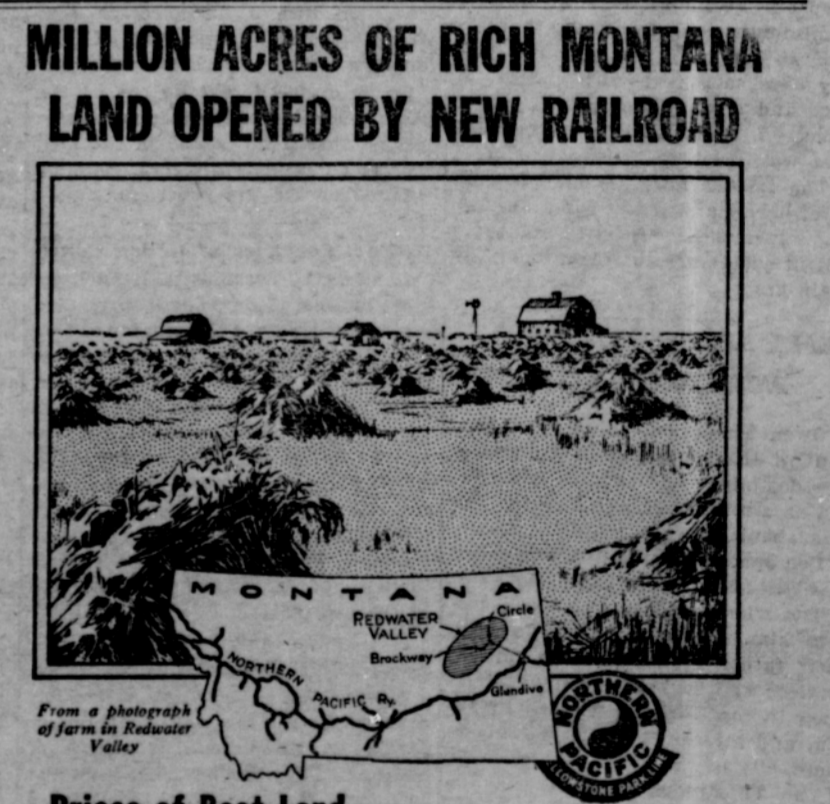 MILLION ACRES OF RICH MONTANA
LAND OPENED BY NEW RAILROAD
MONTANA
Circle
REDWATER
VALLEY
Brockway
Glendive
NORTHERN PACIFIC Ry.
From a photograph
of farm in Redwater
Valley
NORTHERN
PACIFIC
YELLOWSTONE PARK LINE